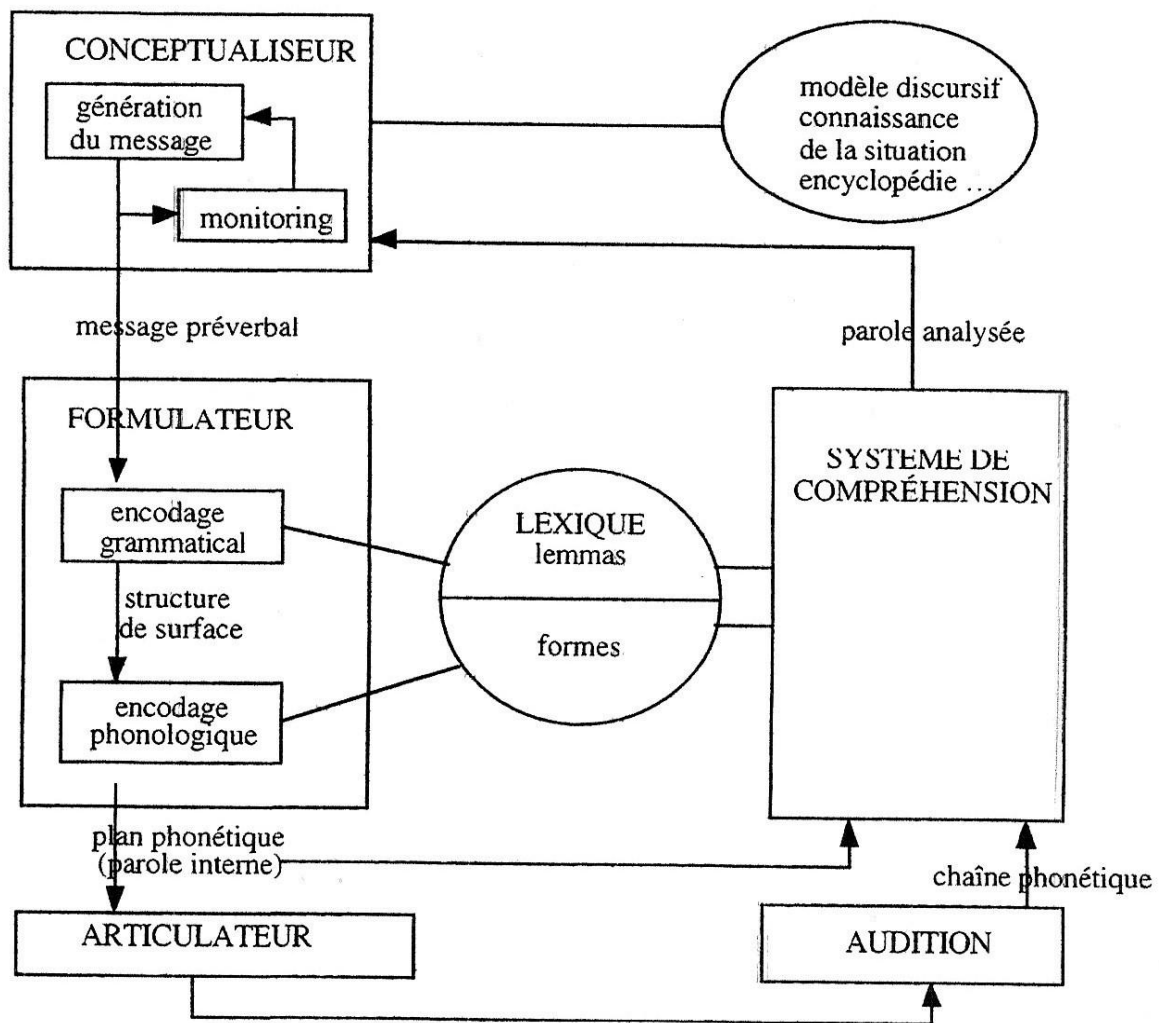 CONCEPTUALISEUR
génération
du message
monitoring
modèle discursif
connaissance
de la situation
encyclopédie ...
message préverbal
parole analysée
FORMULATEUR
encodage
grammatical
structure
de surface
encodage
phonologique
LEXIQUE
lemmas
formes
SYSTEME DE
COMPRÉHENSION
plan phonétique
(parole interne)
chaîne phonétique
ARTICULATEUR
AUDITION